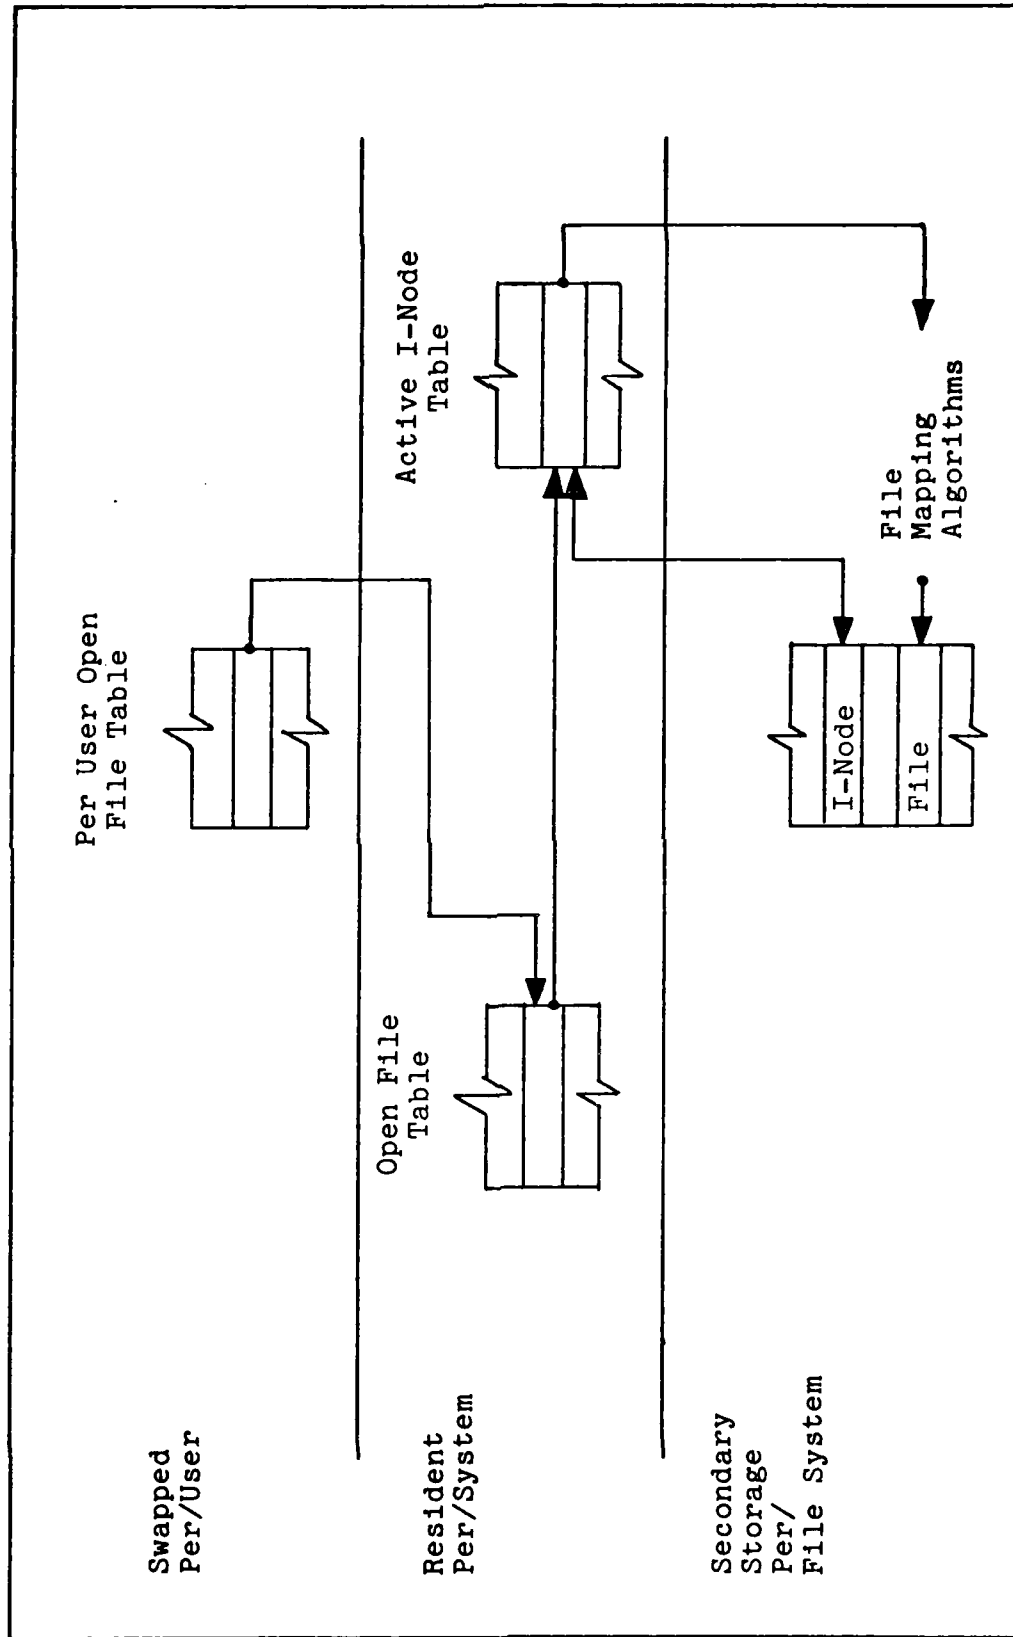 Swapped
Per/User
Per User Open
File Table
Resident
Per/System
Open File
Table
Active I-Node
Table
Secondary
Storage
Per/
File System
I-Node
File
File
Mapping
Algorithms